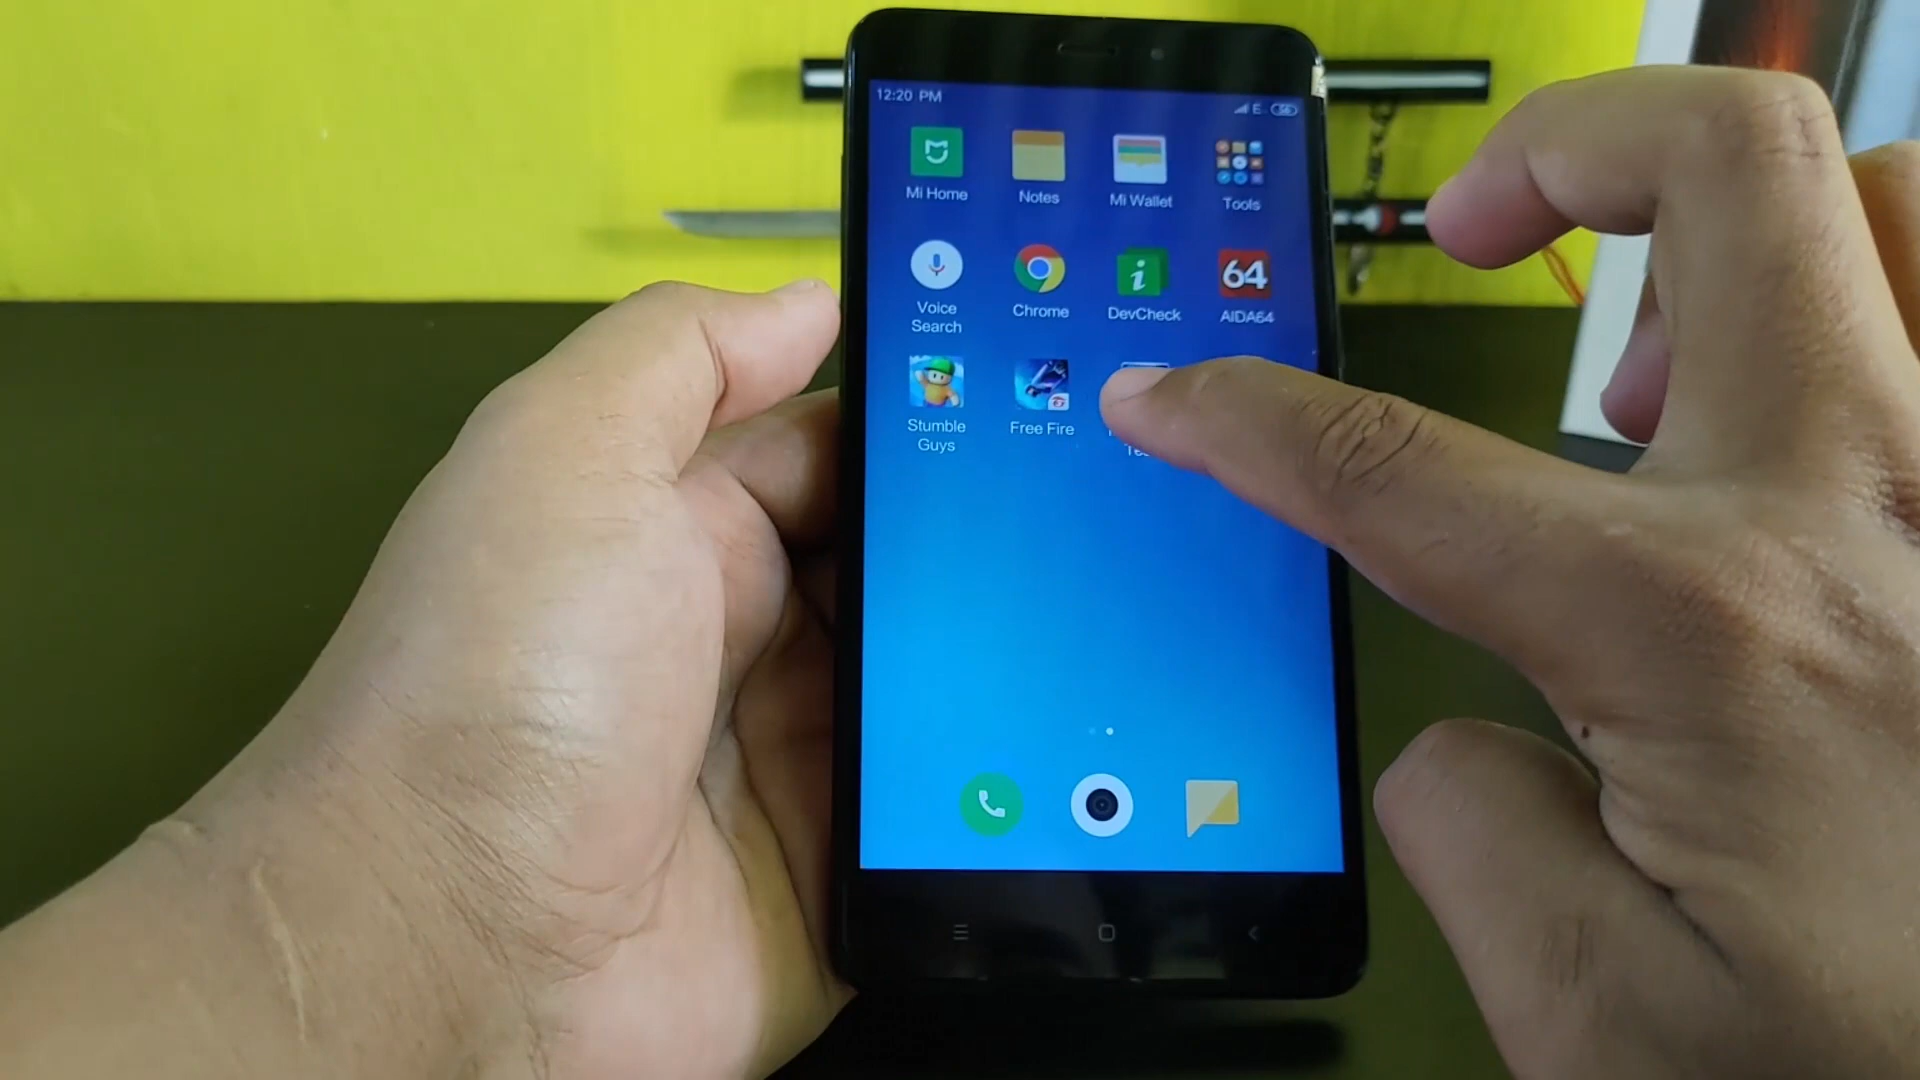 12:20 PM
E
56
Mi Home
Notes
Mi Wallet
Tools
Voice
Search
Chrome
DevCheck
64
AIDA64
Stumble
Guys
Free Fire